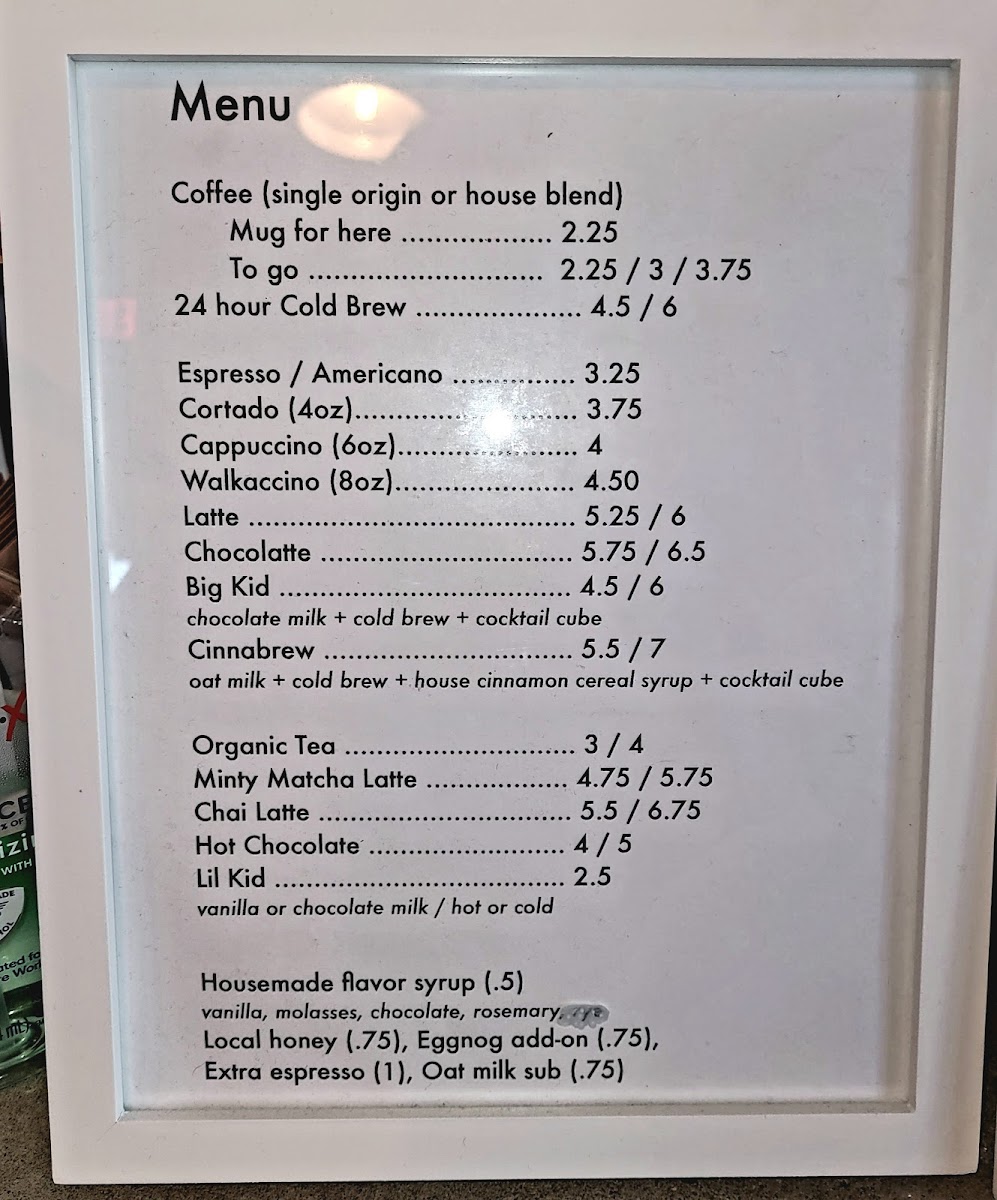 Menu
Coffee (single origin or house blend)
Mug for here .................. 2.25
To go ............................ 2.25 / 3 / 3.75
24 hour Cold Brew .................... 4.5 / 6
Espresso / Americano ............... 3.25
Cortado (4oz)........................... 3.75
Cappuccino (6oz)...................... 4
Walkaccino (8oz)...................... 4.50
Latte ....................................... 5.25 / 6
Chocolatte .............................. 5.75 / 6.5
Big Kid ................................... 4.5 / 6
chocolate milk + cold brew + cocktail cube
Cinnabrew .............................. 5.5 / 7
oat milk + cold brew + house cinnamon cereal syrup + cocktail cube
Organic Tea ............................ 3 / 4
Minty Matcha Latte ................. 4.75 / 5.75
Chai Latte .............................. 5.5 / 6.75
Hot Chocolate ........................ 4 / 5
Lil Kid ................................... 2.5
vanilla or chocolate milk / hot or cold
Housemade flavor syrup (.5)
vanilla, molasses, chocolate, rosemary,
Local honey (.75), Eggnog add-on (.75),
Extra espresso (1), Oat milk sub (.75)
WITH